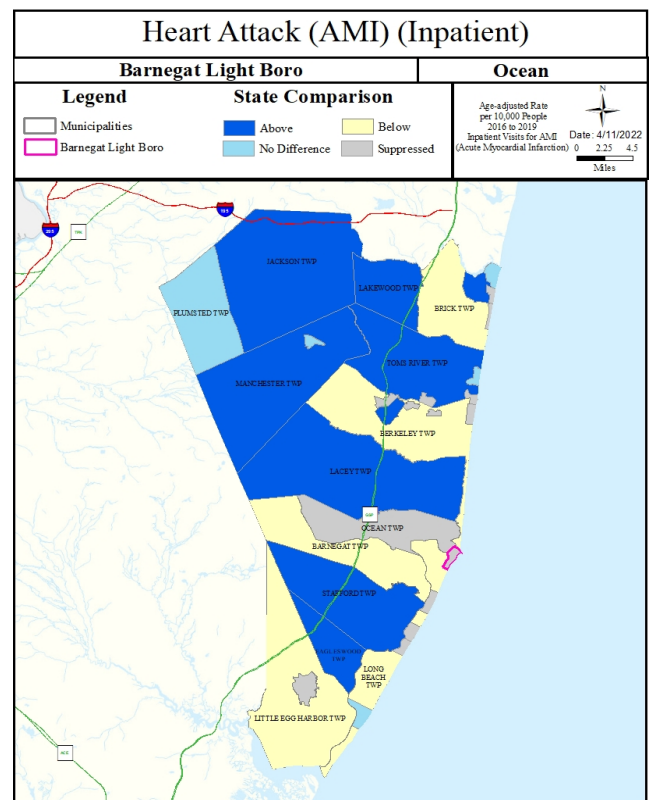 Heart Attack (AMI) (Inpatient)
Barnegat Light Boro
Ocean
Legend
Municipalities
Barnegat Light Boro
State Comparison
Above
Below
No Difference
Suppressed
Age-adjusted Rate
per 10,000 People
2016 to 2019
Inpatient Visits for AMI
(Acute Myocardial Infarction)
N
Date: 4/11/2022
0 2.25 4.5
Miles
195
JACKSON TWP
LAKEWOOD TWP
PLUMSTED TWP
BRICK TWP
TOMS RIVER TWP
MANCHESTER TWP
BERKELEY TWP
LACEY TWP
GSP
OCEAN TWP
BARNEGAT TWP
STAFFORD TWP
TWP
LONG
BEACH
TWP
LITTLE EGG HARBOR TWP